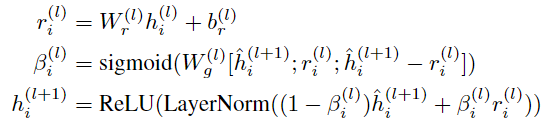 r_i^{(l)} = W_r^{(l)} h_i^{(l)} + b_r^{(l)}
β_i^{(l)} = sigmoid(W_g^{(l)}[ĥ_i^{(l+1)}; r_i^{(l)}; ĥ_i^{(l+1)} − r_i^{(l)}])
h_i^{(l+1)} = ReLU(LayerNorm((1 − β_i^{(l)})ĥ_i^{(l+1)} + β_i^{(l)} r_i^{(l)}))